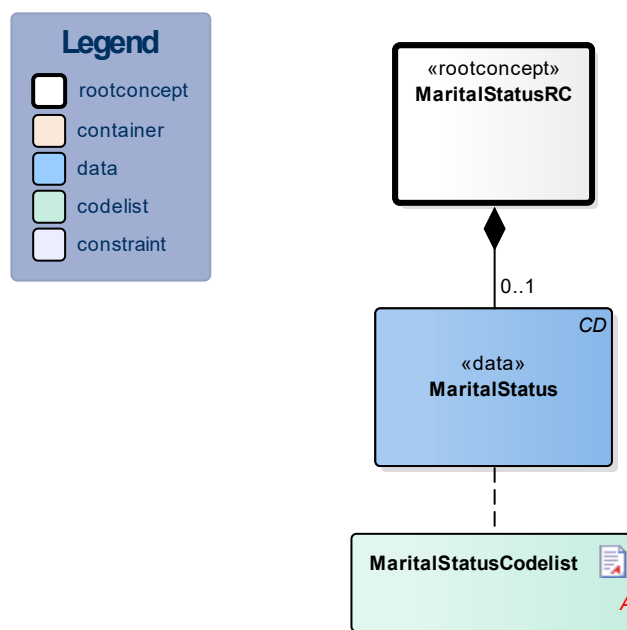 Legend
rootconcept
container
data
codelist
constraint
«rootconcept»
MaritalStatusRC
0..1
CD
«data»
MaritalStatus
MaritalStatusCodelist